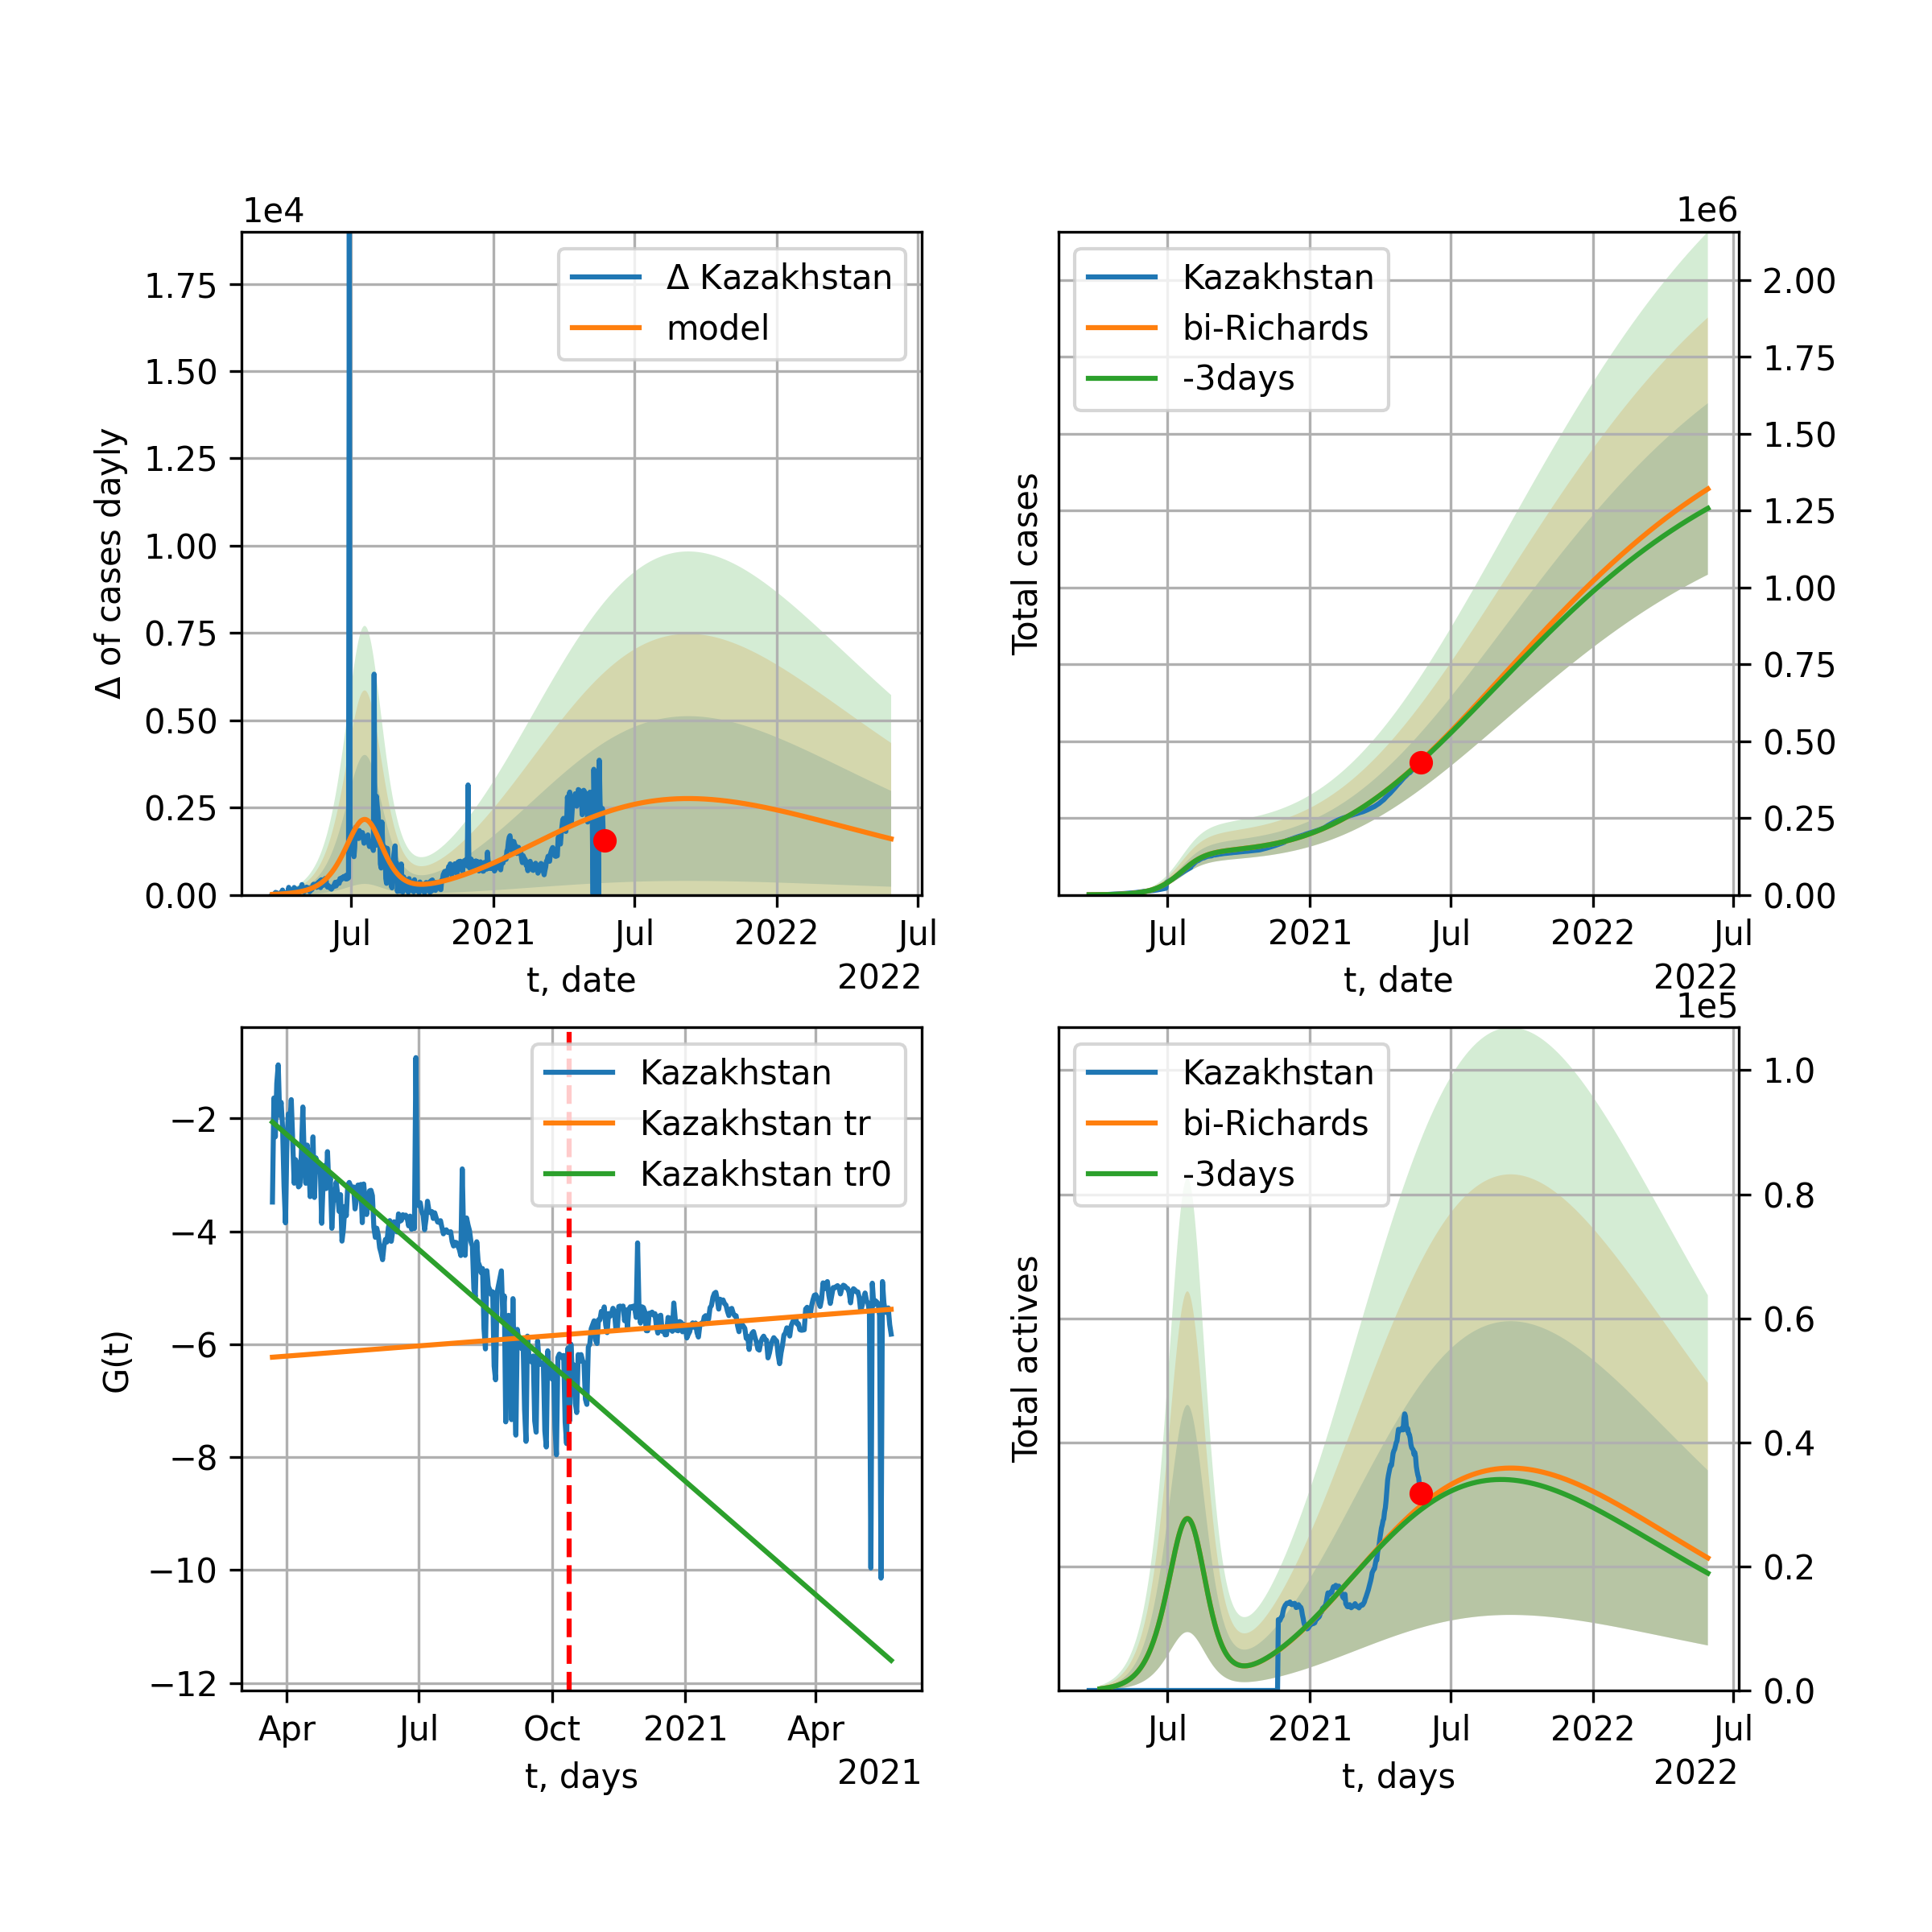 1e4
1.75
1.50
1.25
1.00
0.75
0.50
0.25
0.00
Δ of cases dayly
Δ Kazakhstan
model
Jul
2021
Jul
2022
Jul
t, date
2022
1e6
Kazakhstan
bi-Richards
-3days
Total cases
2.00
1.75
1.50
1.25
1.00
0.75
0.50
0.25
0.00
Jul
2021
Jul
2022
Jul
t, date
2022
−2
−4
−6
−8
−10
−12
G(t)
Kazakhstan
Kazakhstan tr
Kazakhstan tr0
Apr
Jul
Oct
2021
Apr
t, days
2021
1e5
Kazakhstan
bi-Richards
-3days
Total actives
1.0
0.8
0.6
0.4
0.2
0.0
Jul
2021
Jul
2022
Jul
t, days
2022